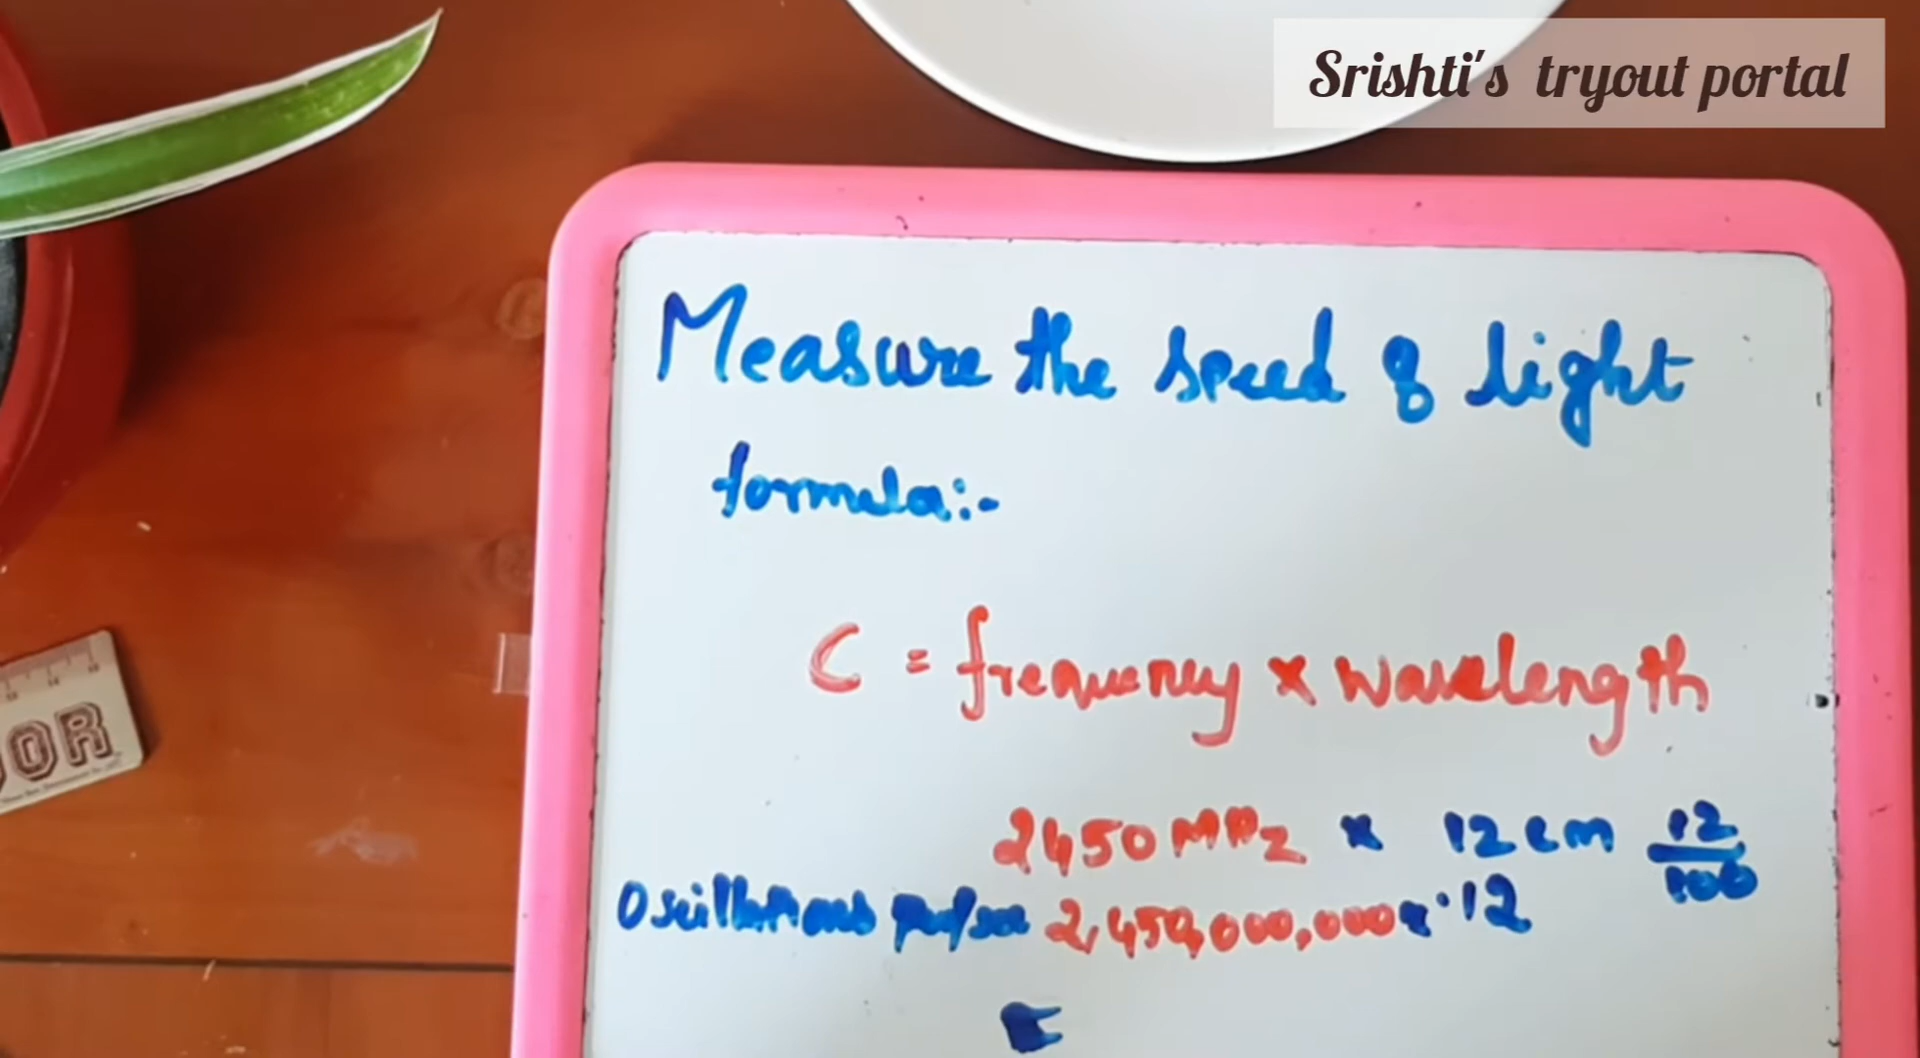 Srishti's tryout portal
Measure the speed of light
formula:-
C = frequency x wavelength
2450 MHz x 12 cm 12/100
Oscillations per/sec 2,450,000,000 x .12
=
OOR